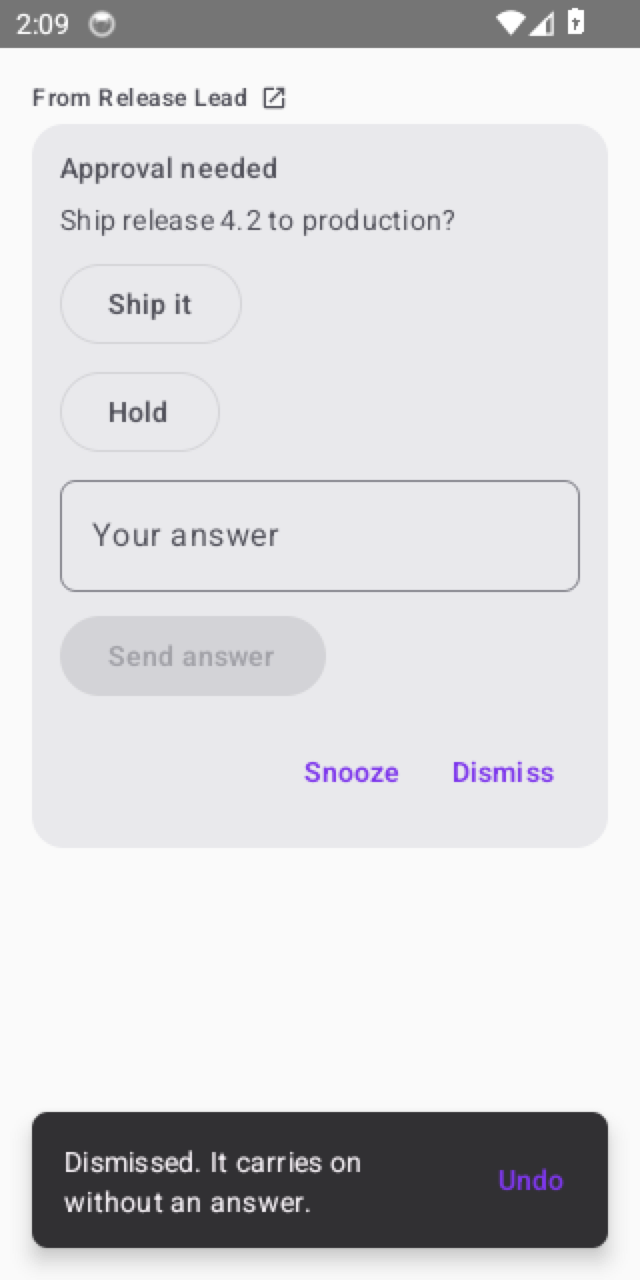 2:09
From Release Lead
Approval needed
Ship release 4.2 to production?
Ship it
Hold
Your answer
Send answer
Snooze Dismiss
Dismissed. It carries on
without an answer.
Undo